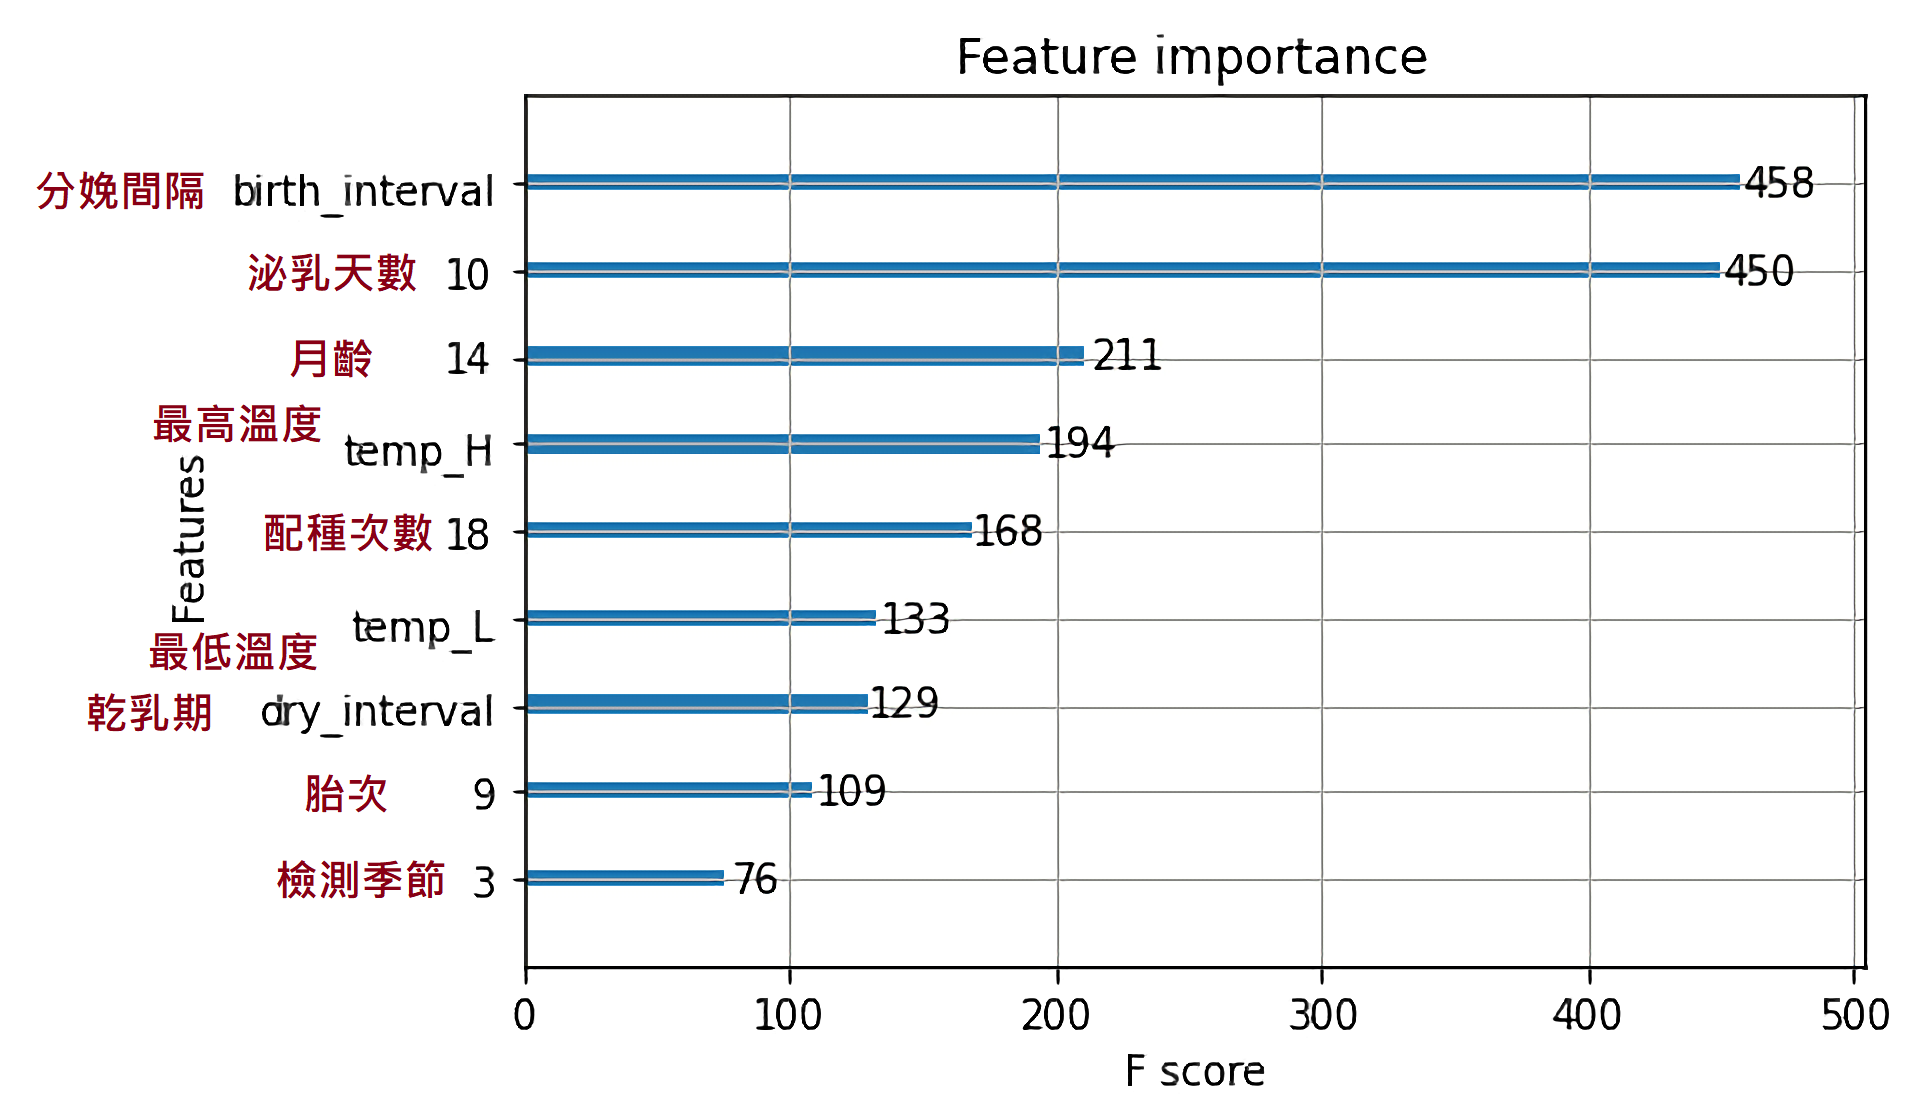 Feature importance
分娩間隔 birth_interval 458
泌乳天數 10 450
月齡 14 211
最高溫度 temp_H 194
Features
配種次數 18 168
最低溫度 temp_L 133
乾乳期 dry_interval 129
胎次 9 109
檢測季節 3 76
0 100 200 300 400 500
F score